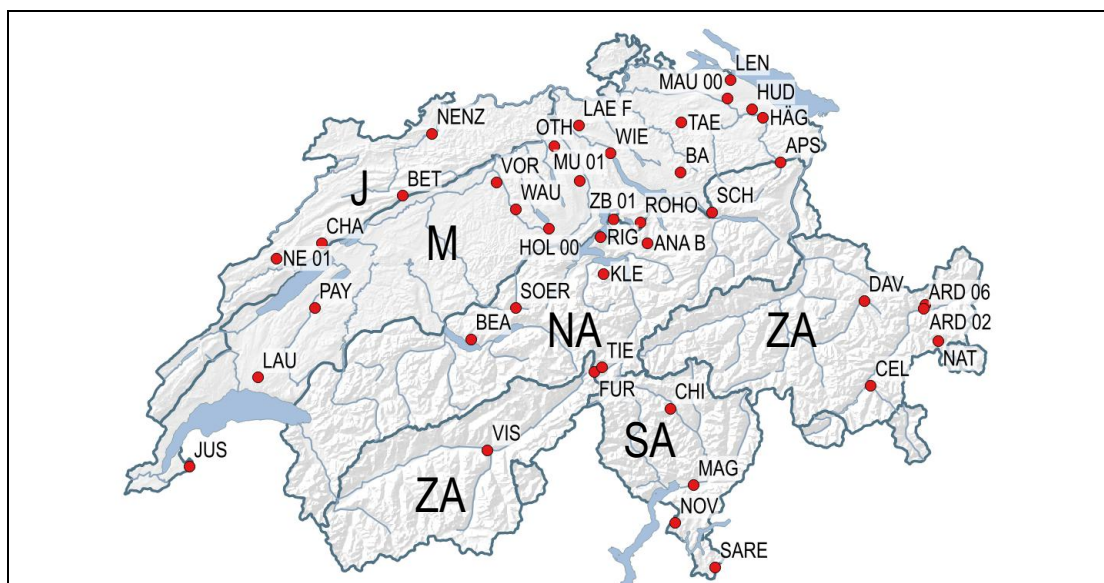 LEN
MAU 00
HUD
NENZ
LAE F
TAE
HÄG
OTH
WIE
APS
MU 01
BA
VOR
J
BET
WAU
ZB 01
ROHO
SCH
CHA
M
HOL 00
RIG
ANA B
NE 01
KLE
PAY
SOER
DAV
ARD 06
BEA
NA
ZA
ARD 02
TIE
NAT
LAU
FUR
CHI
CEL
SA
VIS
JUS
ZA
MAG
NOV
SARE